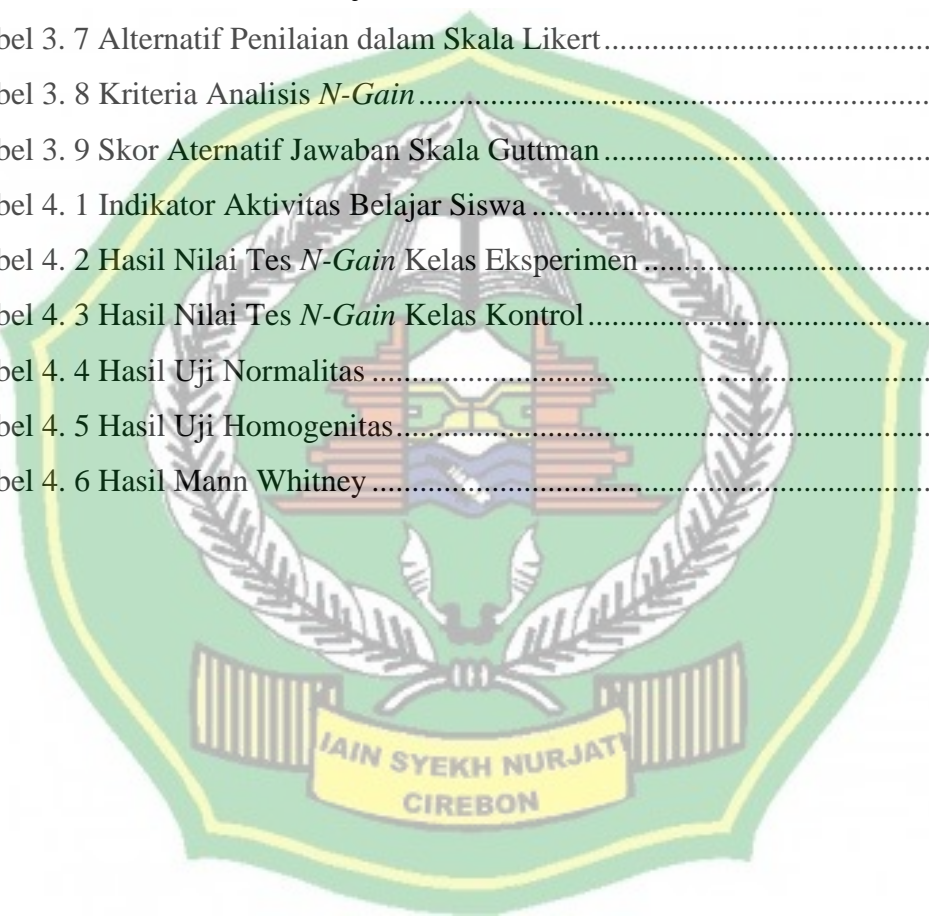 bel 3. 7 Alternatif Penilaian dalam Skala Likert
bel 3. 8 Kriteria Analisis N-Gain
bel 3. 9 Skor Aternatif Jawaban Skala Guttman
bel 4. 1 Indikator Aktivitas Belajar Siswa
bel 4. 2 Hasil Nilai Tes N-Gain Kelas Eksperimen
bel 4. 3 Hasil Nilai Tes N-Gain Kelas Kontrol
bel 4. 4 Hasil Uji Normalitas
bel 4. 5 Hasil Uji Homogenitas
bel 4. 6 Hasil Mann Whitney
IAIN SYEKH NURJATI
CIREBON